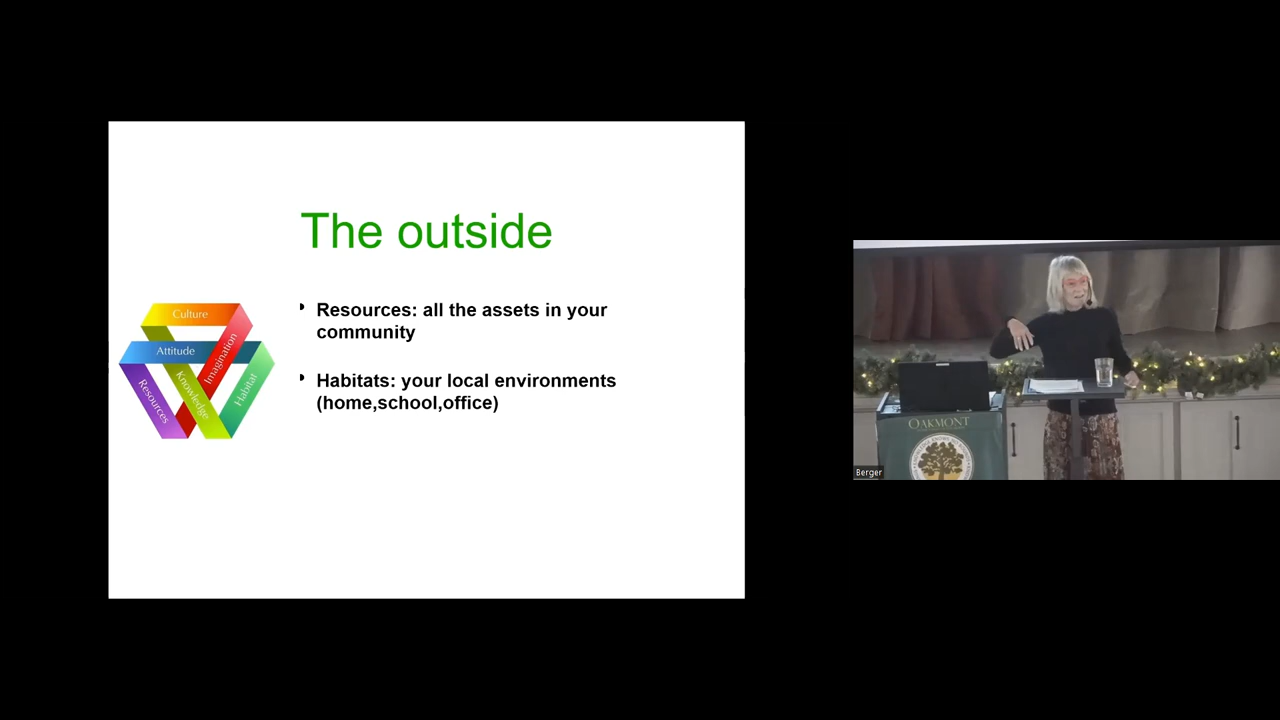 The outside
Resources: all the assets in your
community
Habitats: your local environments
(home,school,office)
Culture
Imagination
Attitude
Resources
Knowledge
Habitat
OAKMONT
Berger